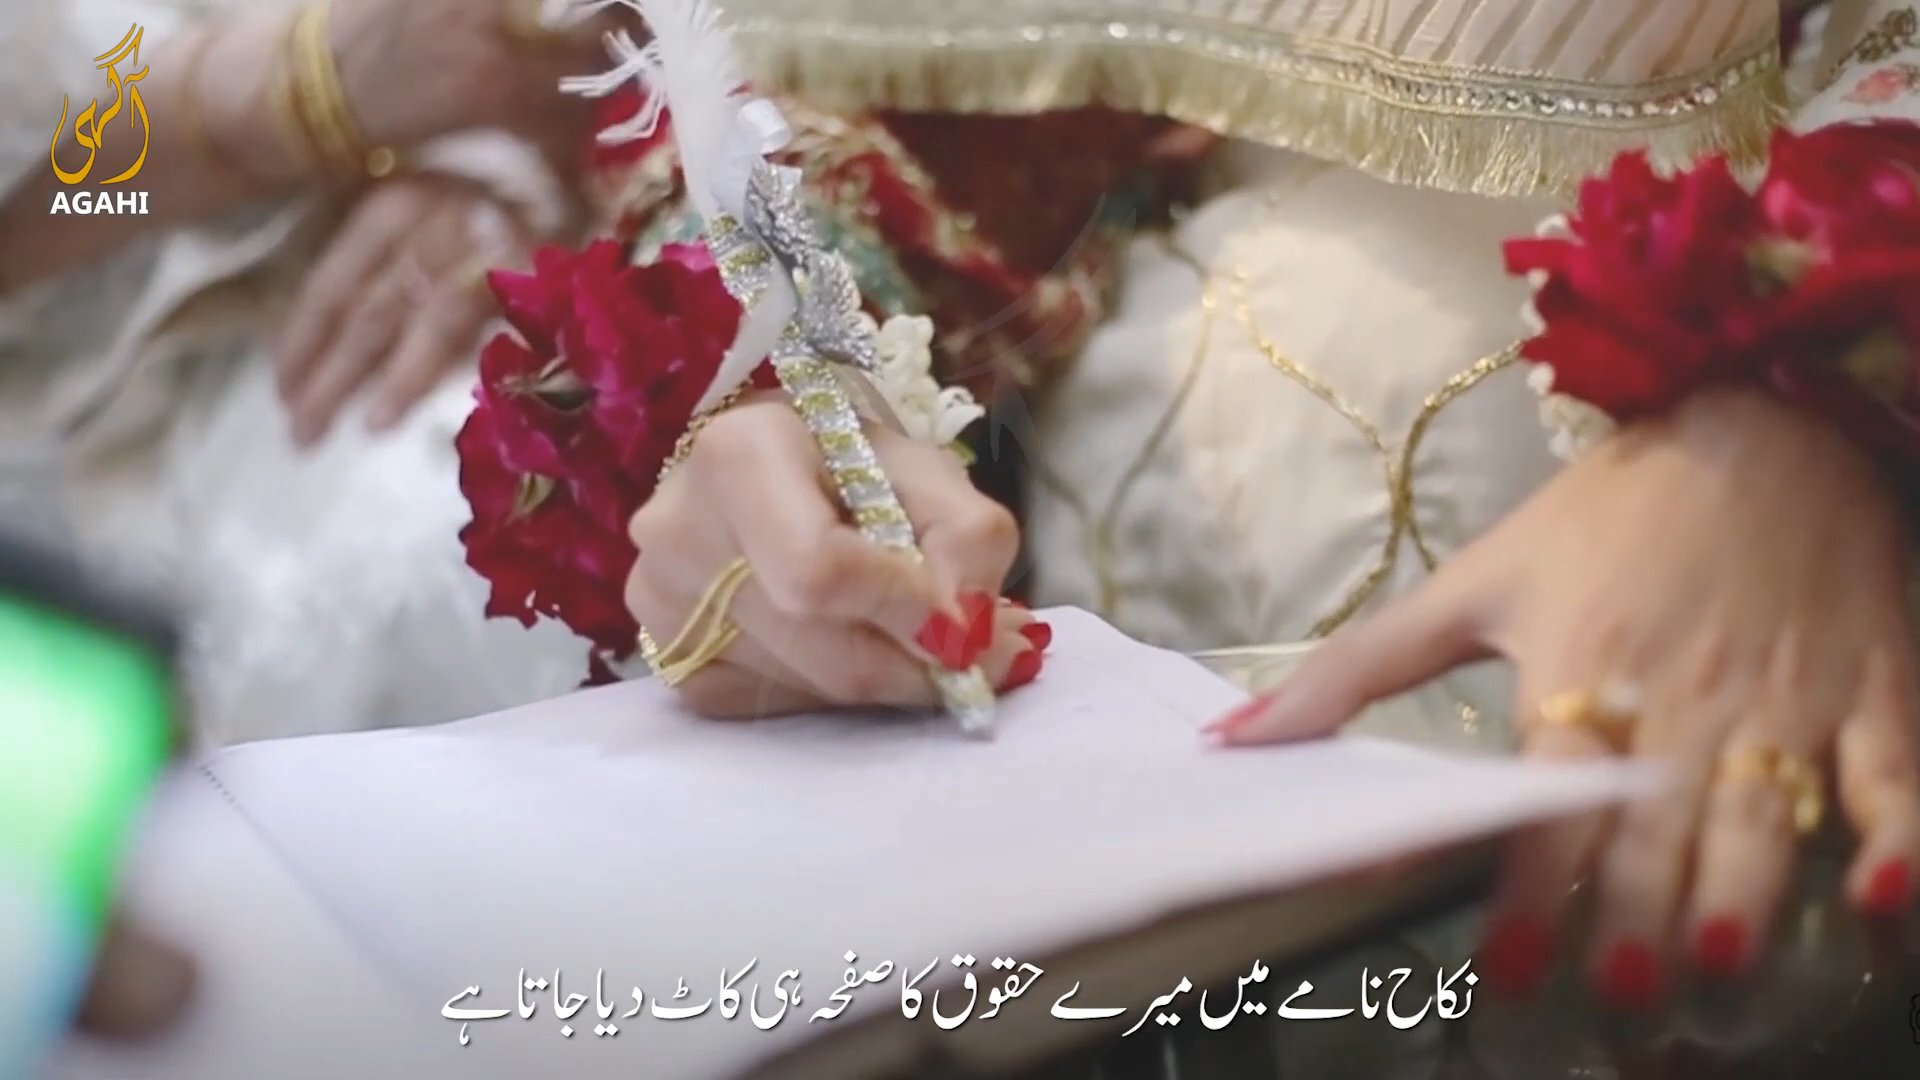 آگہی
AGAHI
نکاح نامے میں میرے حقوق کا صفحہ ہی کاٹ دیا جاتا ہے